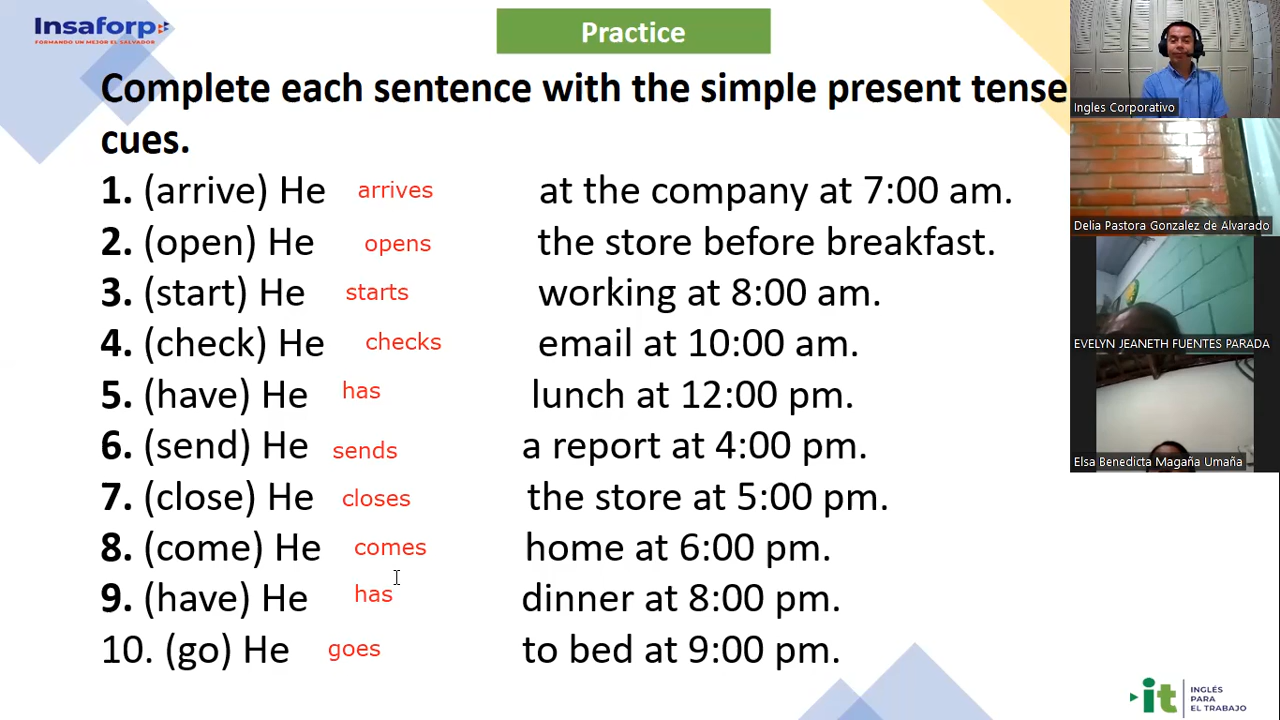 Insaforp
FORMANDO UN MEJOR EL SALVADOR
Practice
Complete each sentence with the simple present tense
cues.
1. (arrive) He arrives at the company at 7:00 am.
2. (open) He opens the store before breakfast.
3. (start) He starts working at 8:00 am.
4. (check) He checks email at 10:00 am.
5. (have) He has lunch at 12:00 pm.
6. (send) He sends a report at 4:00 pm.
7. (close) He closes the store at 5:00 pm.
8. (come) He comes home at 6:00 pm.
9. (have) He has dinner at 8:00 pm.
10. (go) He goes to bed at 9:00 pm.
Ingles Corporativo
Delia Pastora Gonzalez de Alvarado
EVELYN JEANETH FUENTES PARADA
Elsa Benedicta Magaña Umaña
it
INGLÉS
PARA
EL TRABAJO